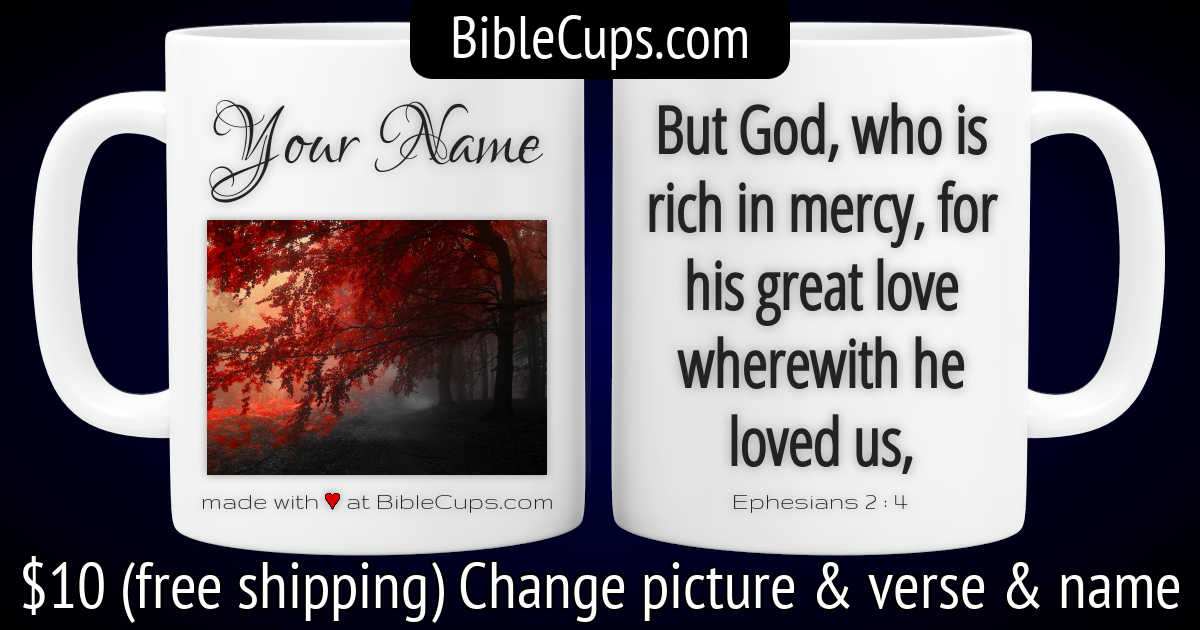 BibleCups.com
Your Name
made with ❤ at BibleCups.com
But God, who is
rich in mercy, for
his great love
wherewith he
loved us,
Ephesians 2 : 4
$10 (free shipping) Change picture & verse & name